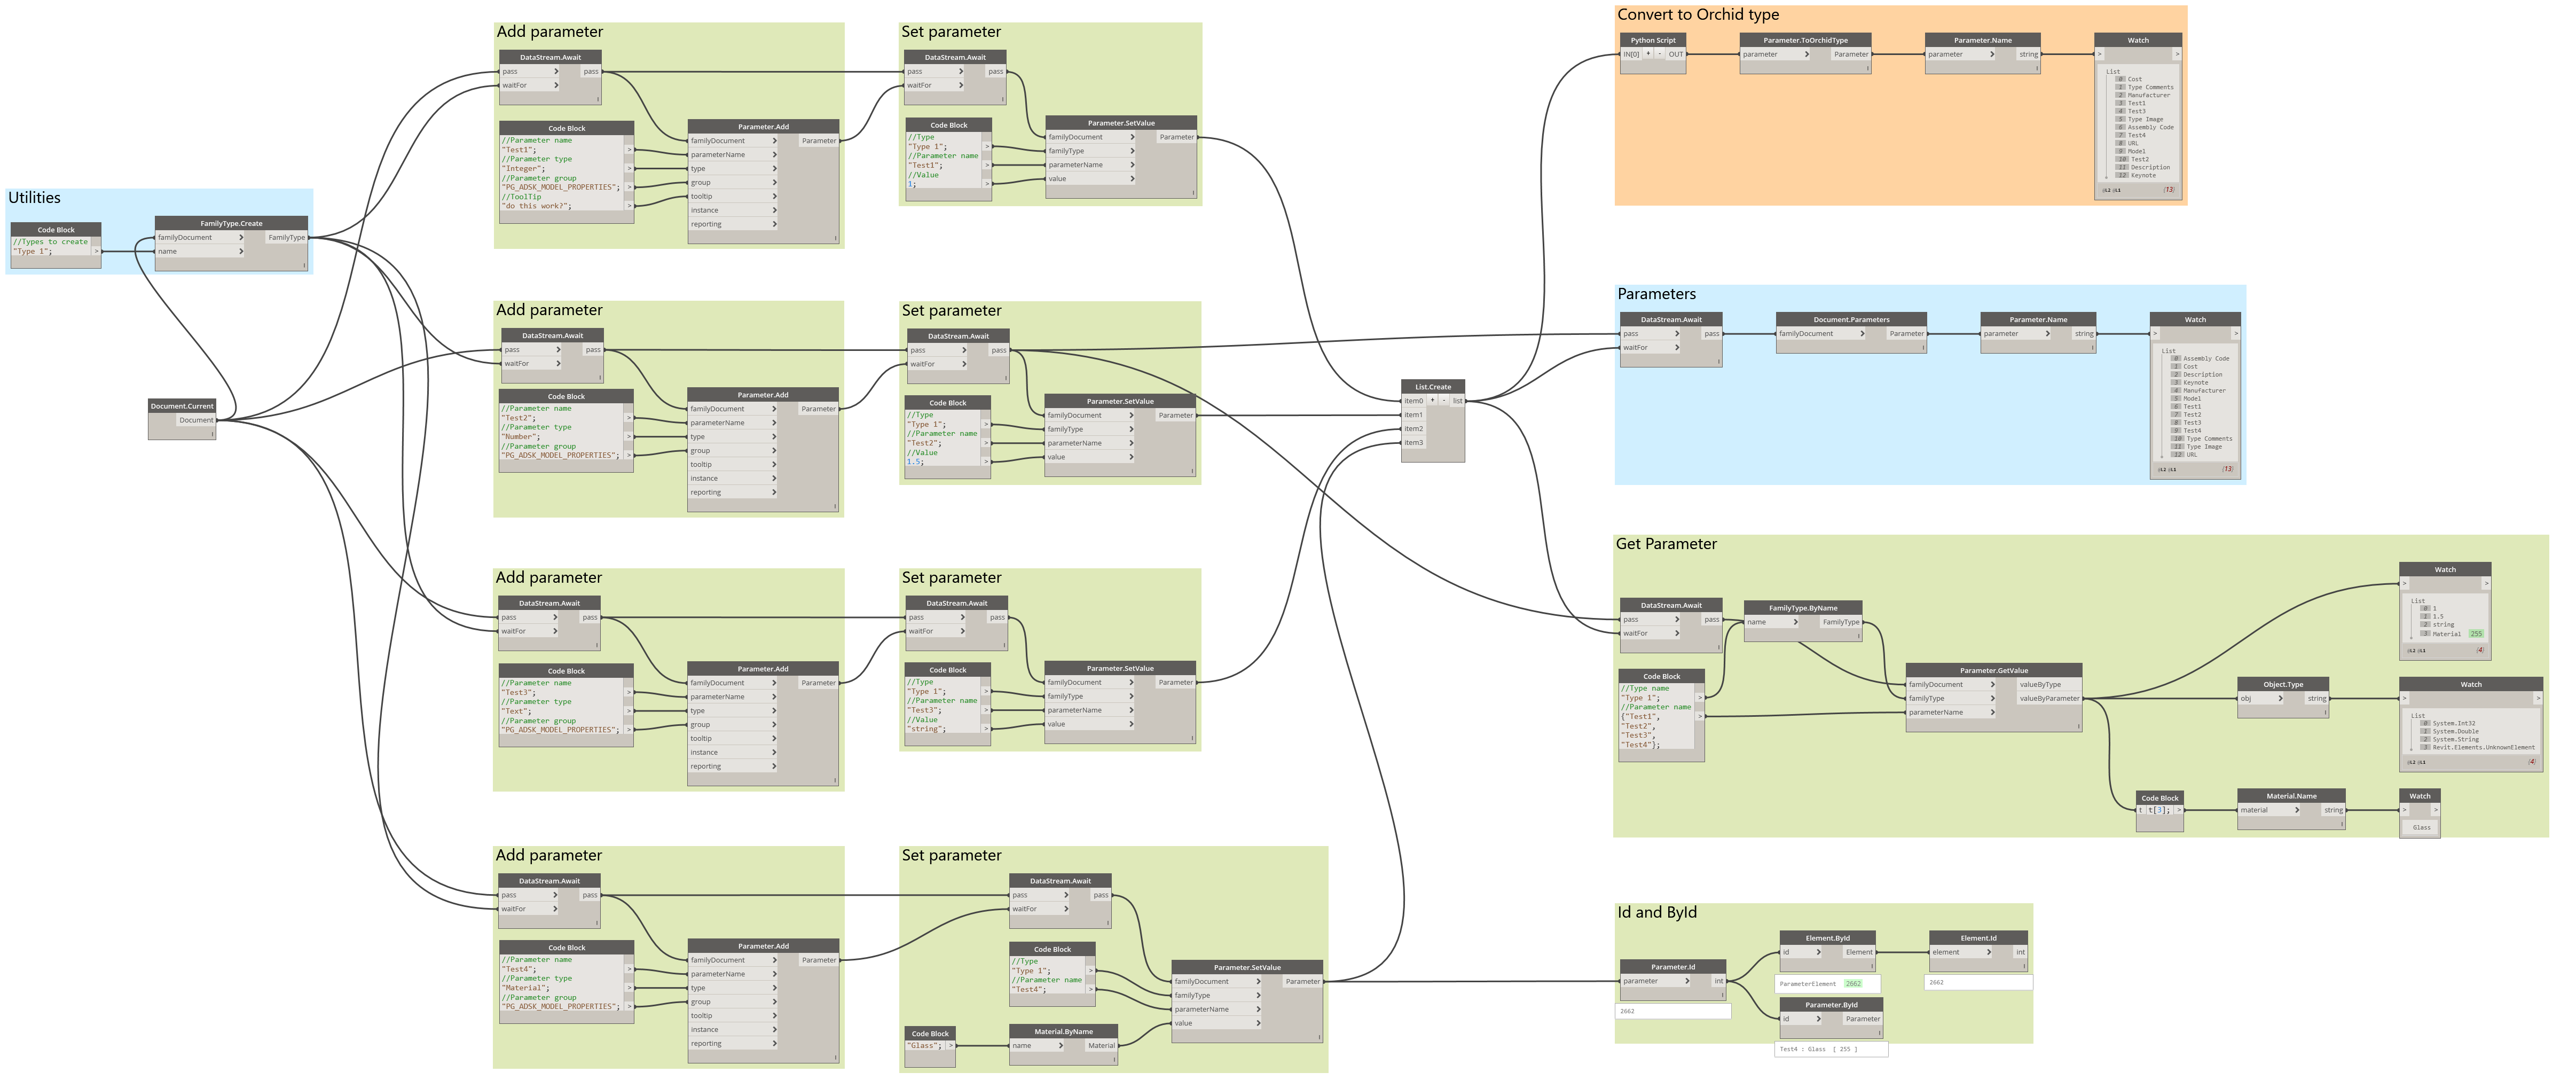 Utilities
Code Block
//Types to create
"Type 1";
>
FamilyType.Create
familyDocument > FamilyType
name >
Document.Current
Document
Add parameter
DataStream.Await
pass > pass
waitFor >
Code Block
//Parameter name
"Test1"; >
//Parameter type
"Integer"; >
//Parameter group
"PG_ADSK_MODEL_PROPERTIES"; >
//ToolTip
"do this work?"; >
Parameter.Add
familyDocument > Parameter
parameterName >
type >
group >
tooltip >
instance >
reporting >
Set parameter
DataStream.Await
pass > pass
waitFor >
Code Block
//Type
"Type 1"; >
//Parameter name
"Test1"; >
//Value
1; >
Parameter.SetValue
familyDocument > Parameter
familyType >
parameterName >
value >
Add parameter
DataStream.Await
pass > pass
waitFor >
Code Block
//Parameter name
"Test2"; >
//Parameter type
"Number"; >
//Parameter group
"PG_ADSK_MODEL_PROPERTIES"; >
Parameter.Add
familyDocument > Parameter
parameterName >
type >
group >
tooltip >
instance >
reporting >
Set parameter
DataStream.Await
pass > pass
waitFor >
Code Block
//Type
"Type 1"; >
//Parameter name
"Test2"; >
//Value
1.5; >
Parameter.SetValue
familyDocument > Parameter
familyType >
parameterName >
value >
Add parameter
DataStream.Await
pass > pass
waitFor >
Code Block
//Parameter name
"Test3"; >
//Parameter type
"Text"; >
//Parameter group
"PG_ADSK_MODEL_PROPERTIES"; >
Parameter.Add
familyDocument > Parameter
parameterName >
type >
group >
tooltip >
instance >
reporting >
Set parameter
DataStream.Await
pass > pass
waitFor >
Code Block
//Type
"Type 1"; >
//Parameter name
"Test3"; >
//Value
"string"; >
Parameter.SetValue
familyDocument > Parameter
familyType >
parameterName >
value >
Add parameter
DataStream.Await
pass > pass
waitFor >
Code Block
//Parameter name
"Test4"; >
//Parameter type
"Material"; >
//Parameter group
"PG_ADSK_MODEL_PROPERTIES"; >
Parameter.Add
familyDocument > Parameter
parameterName >
type >
group >
tooltip >
instance >
reporting >
Set parameter
DataStream.Await
pass > pass
waitFor >
Code Block
//Type
"Type 1"; >
//Parameter name
"Test4"; >
Code Block
"Glass"; >
Material.ByName
name > Material
Parameter.SetValue
familyDocument > Parameter
familyType >
parameterName >
value >
List.Create
item0 + - list
item1
item2
item3
Convert to Orchid type
Python Script
IN[0] + - OUT
Parameter.ToOrchidType
parameter > Parameter
Parameter.Name
parameter > string
Watch
> >
List
0 Cost
1 Type Comments
2 Manufacturer
3 Test1
4 Test3
5 Type Image
6 Assembly Code
7 Test4
8 URL
9 Model
10 Test2
11 Description
12 Keynote
@L2 @L1 {13}
Parameters
DataStream.Await
pass > pass
waitFor >
Document.Parameters
familyDocument > Parameter
Parameter.Name
parameter > string
Watch
> >
List
0 Assembly Code
1 Cost
2 Description
3 Keynote
4 Manufacturer
5 Model
6 Test1
7 Test2
8 Test3
9 Test4
10 Type Comments
11 Type Image
12 URL
@L2 @L1 {13}
Get Parameter
DataStream.Await
pass > pass
waitFor >
Code Block
//Type name
"Type 1"; >
//Parameter name
{"Test1", >
"Test2",
"Test3",
"Test4"};
FamilyType.ByName
name > FamilyType
Parameter.GetValue
familyDocument > valueByType
familyType > valueByParameter
parameterName >
Watch
> >
List
0 1
1 1.5
2 string
3 Material 255
@L2 @L1 {4}
Object.Type
obj > string
Watch
> >
List
0 System.Int32
1 System.Double
2 System.String
3 Revit.Elements.UnknownElement
@L2 @L1 {4}
Code Block
t t[3]; >
Material.Name
material > string
Watch
> >
Glass
Id and ById
Parameter.Id
parameter > int
2662
Element.ById
id > Element
ParameterElement 2662
Element.Id
element > int
2662
Parameter.ById
id > Parameter
Test4 : Glass [ 255 ]